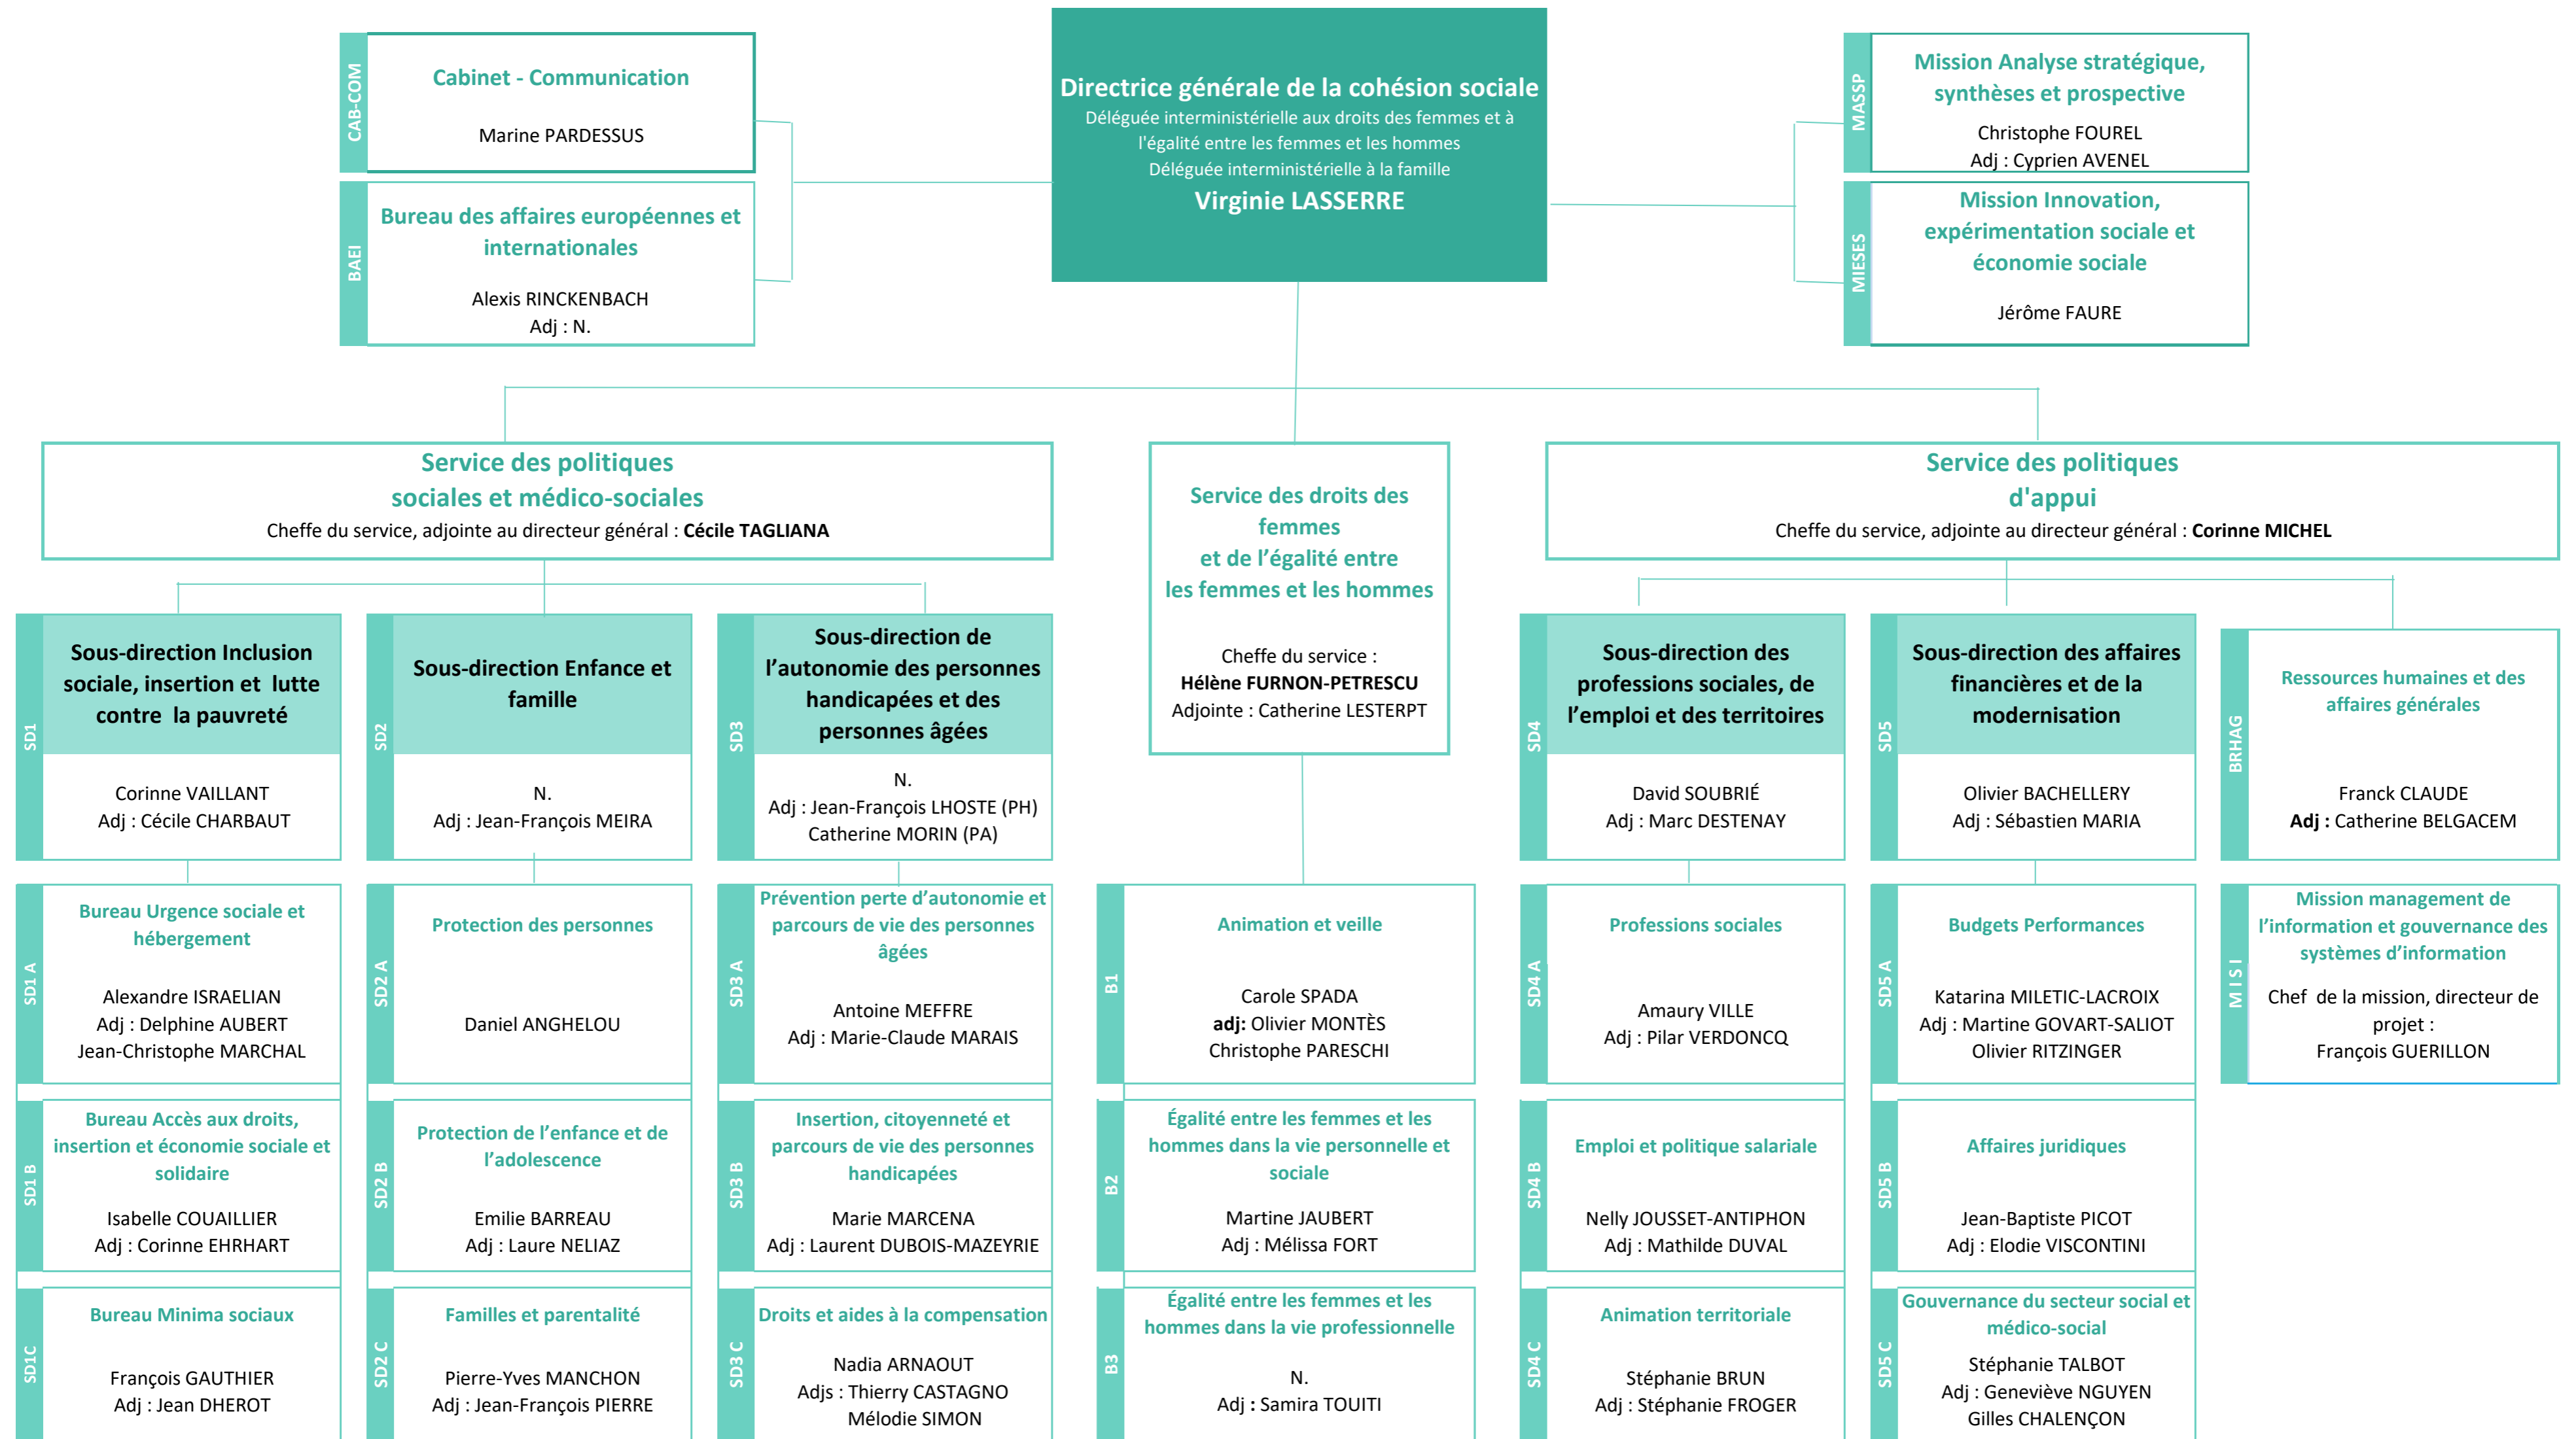 CAB-COM
Cabinet - Communication
Marine PARDESSUS
BAEI
Bureau des affaires européennes et
internationales
Alexis RINCKENBACH
Adj : N.
Directrice générale de la cohésion sociale
Déléguée interministérielle aux droits des femmes et à
l'égalité entre les femmes et les hommes
Déléguée interministérielle à la famille
Virginie LASSERRE
MASSP
Mission Analyse stratégique,
synthèses et prospective
Christophe FOUREL
Adj : Cyprien AVENEL
MIESES
Mission Innovation,
expérimentation sociale et
économie sociale
Jérôme FAURE
Service des politiques
sociales et médico-sociales
Cheffe du service, adjointe au directeur général : Cécile TAGLIANA
Service des droits des
femmes
et de l’égalité entre
les femmes et les hommes
Cheffe du service :
Hélène FURNON-PETRESCU
Adjointe : Catherine LESTERPT
Service des politiques
d'appui
Cheffe du service, adjointe au directeur général : Corinne MICHEL
SD1
Sous-direction Inclusion
sociale, insertion et lutte
contre la pauvreté
Corinne VAILLANT
Adj : Cécile CHARBAUT
SD2
Sous-direction Enfance et
famille
N.
Adj : Jean-François MEIRA
SD3
Sous-direction de
l’autonomie des personnes
handicapées et des
personnes âgées
N.
Adj : Jean-François LHOSTE (PH)
Catherine MORIN (PA)
SD4
Sous-direction des
professions sociales, de
l’emploi et des territoires
David SOUBRIÉ
Adj : Marc DESTENAY
SD5
Sous-direction des affaires
financières et de la
modernisation
Olivier BACHELLERY
Adj : Sébastien MARIA
BRHAG
Ressources humaines et des
affaires générales
Franck CLAUDE
Adj : Catherine BELGACEM
SD1 A
Bureau Urgence sociale et
hébergement
Alexandre ISRAELIAN
Adj : Delphine AUBERT
Jean-Christophe MARCHAL
SD2 A
Protection des personnes
Daniel ANGHELOU
SD3 A
Prévention perte d’autonomie et
parcours de vie des personnes
âgées
Antoine MEFFRE
Adj : Marie-Claude MARAIS
B1
Animation et veille
Carole SPADA
adj: Olivier MONTÈS
Christophe PARESCHI
SD4 A
Professions sociales
Amaury VILLE
Adj : Pilar VERDONCQ
SD5 A
Budgets Performances
Katarina MILETIC-LACROIX
Adj : Martine GOVART-SALIOT
Olivier RITZINGER
M I S I
Mission management de
l’information et gouvernance des
systèmes d’information
Chef de la mission, directeur de
projet :
François GUERILLON
SD1 B
Bureau Accès aux droits,
insertion et économie sociale et
solidaire
Isabelle COUAILLIER
Adj : Corinne EHRHART
SD2 B
Protection de l’enfance et de
l’adolescence
Emilie BARREAU
Adj : Laure NELIAZ
SD3 B
Insertion, citoyenneté et
parcours de vie des personnes
handicapées
Marie MARCENA
Adj : Laurent DUBOIS-MAZEYRIE
B2
Égalité entre les femmes et les
hommes dans la vie personnelle et
sociale
Martine JAUBERT
Adj : Mélissa FORT
SD4 B
Emploi et politique salariale
Nelly JOUSSET-ANTIPHON
Adj : Mathilde DUVAL
SD5 B
Affaires juridiques
Jean-Baptiste PICOT
Adj : Elodie VISCONTINI
SD1C
Bureau Minima sociaux
François GAUTHIER
Adj : Jean DHEROT
SD2 C
Familles et parentalité
Pierre-Yves MANCHON
Adj : Jean-François PIERRE
SD3 C
Droits et aides à la compensation
Nadia ARNAOUT
Adjs : Thierry CASTAGNO
Mélodie SIMON
B3
Égalité entre les femmes et les
hommes dans la vie professionnelle
N.
Adj : Samira TOUITI
SD4 C
Animation territoriale
Stéphanie BRUN
Adj : Stéphanie FROGER
SD5 C
Gouvernance du secteur social et
médico-social
Stéphanie TALBOT
Adj : Geneviève NGUYEN
Gilles CHALENÇON